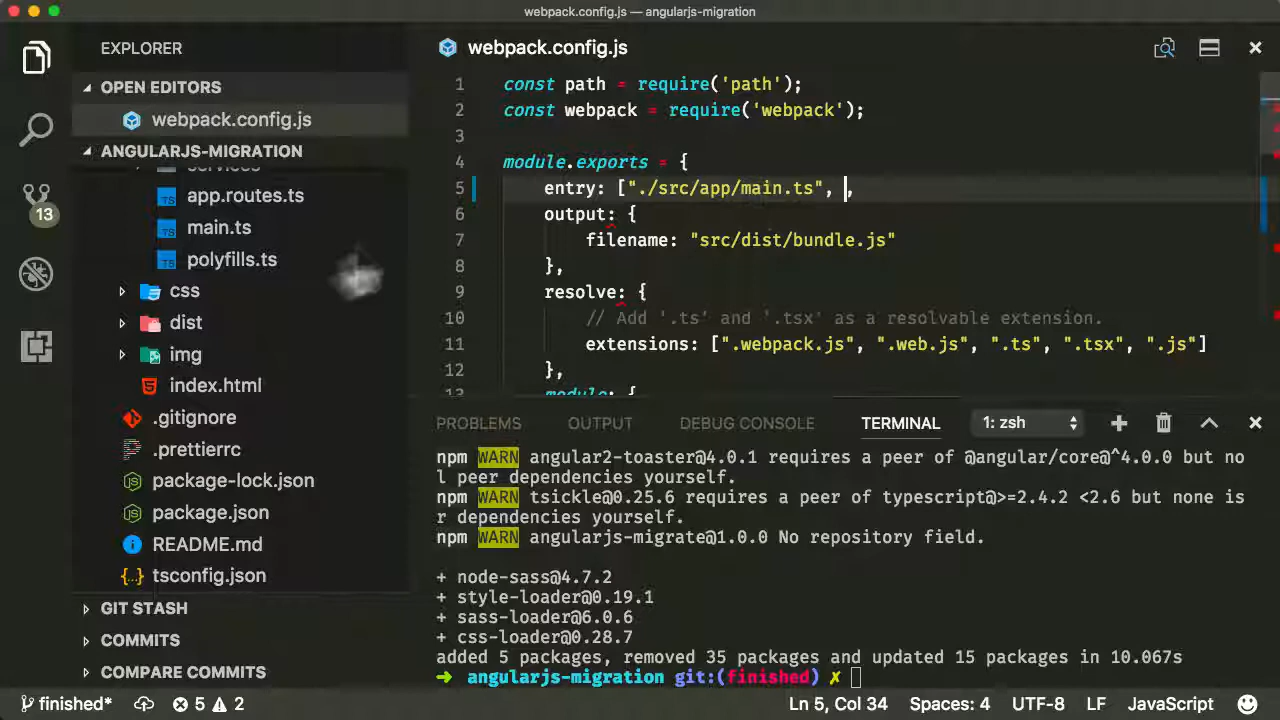 webpack.config.js — angularjs-migration
EXPLORER
OPEN EDITORS
webpack.config.js
ANGULARJS-MIGRATION
services
app.routes.ts
main.ts
polyfills.ts
css
dist
img
index.html
.gitignore
.prettierrc
package-lock.json
package.json
README.md
tsconfig.json
GIT STASH
COMMITS
COMPARE COMMITS
13
webpack.config.js
1 const path = require('path');
2 const webpack = require('webpack');
3
4 module.exports = {
5 entry: ["./src/app/main.ts", ,
6 output: {
7 filename: "src/dist/bundle.js"
8 },
9 resolve: {
10 // Add '.ts' and '.tsx' as a resolvable extension.
11 extensions: [".webpack.js", ".web.js", ".ts", ".tsx", ".js"]
12 },
13 module: {
PROBLEMS OUTPUT DEBUG CONSOLE TERMINAL 1: zsh
npm WARN angular2-toaster@4.0.1 requires a peer of @angular/core@^4.0.0 but no
l peer dependencies yourself.
npm WARN tsickle@0.25.6 requires a peer of typescript@>=2.4.2 <2.6 but none is
r dependencies yourself.
npm WARN angularjs-migrate@1.0.0 No repository field.
+ node-sass@4.7.2
+ style-loader@0.19.1
+ sass-loader@6.0.6
+ css-loader@0.28.7
added 5 packages, removed 35 packages and updated 15 packages in 10.067s
➜ angularjs-migration git:(finished) ✗
finished* 5 2 Ln 5, Col 34 Spaces: 4 UTF-8 LF JavaScript